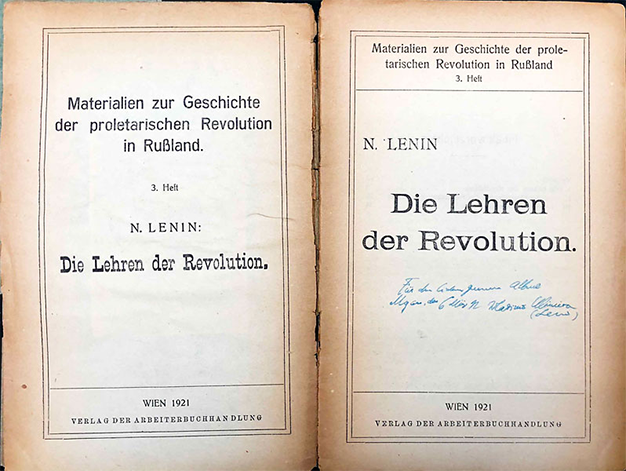 Materialien zur Geschichte
der proletarischen Revolution
in Rußland.
3. Heft
N. LENIN:
Die Lehren der Revolution.
WIEN 1921
VERLAG DER ARBEITERBUCHHANDLUNG
Materialien zur Geschichte der prole-
tarischen Revolution in Rußland
3. Heft
N. LENIN
Die Lehren
der Revolution.
Für den
WIEN 1921
VERLAG DER ARBEITERBUCHHANDLUNG